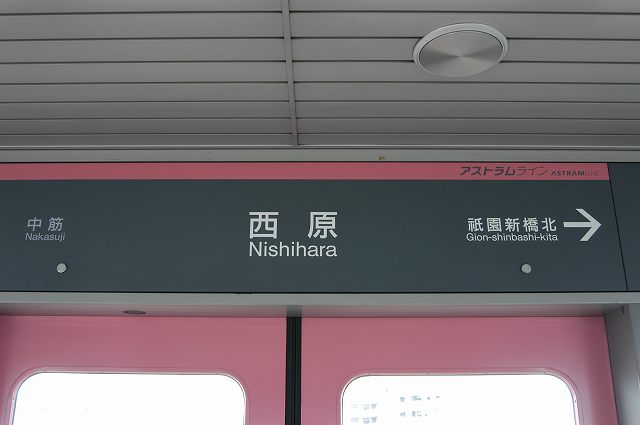 アストラムライン ASTRAMLINE
中筋
Nakasuji
西原
Nishihara
祇園新橋北
Gion-shinbashi-kita